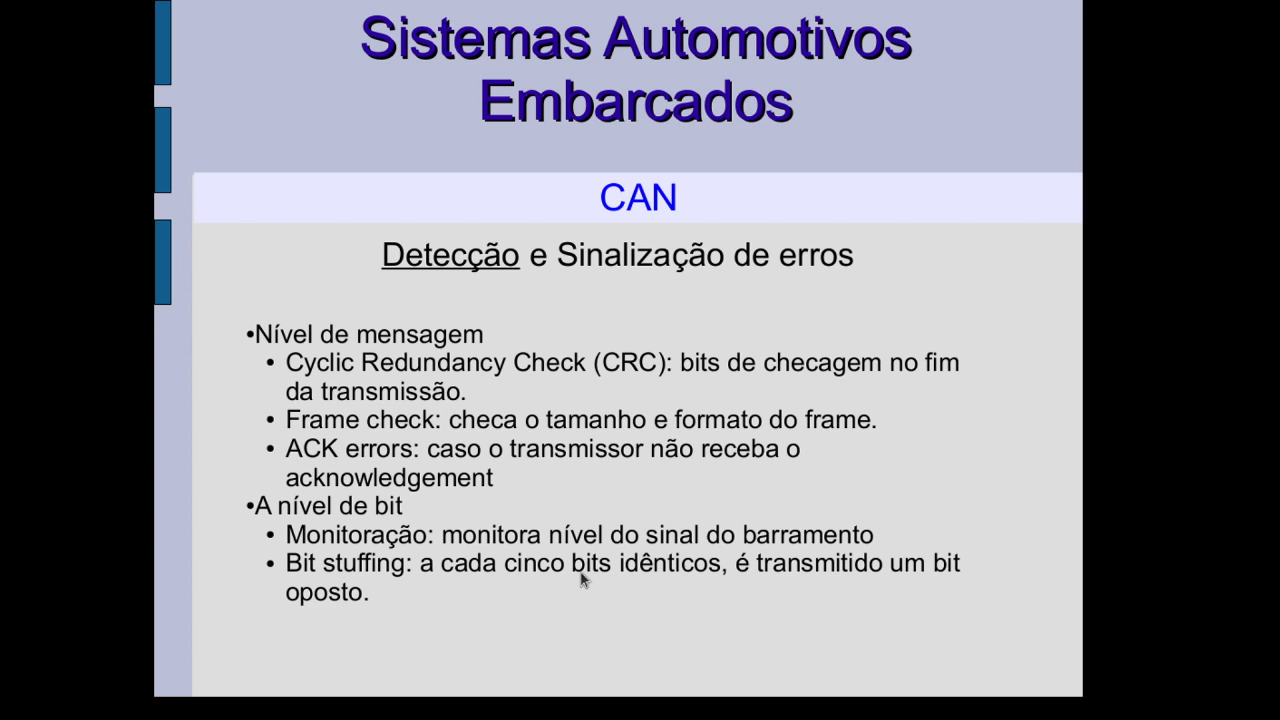 Sistemas Automotivos
Embarcados
CAN
Detecção e Sinalização de erros
•Nível de mensagem
• Cyclic Redundancy Check (CRC): bits de checagem no fim
da transmissão.
• Frame check: checa o tamanho e formato do frame.
• ACK errors: caso o transmissor não receba o
acknowledgement
•A nível de bit
• Monitoração: monitora nível do sinal do barramento
• Bit stuffing: a cada cinco bits idênticos, é transmitido um bit
oposto.